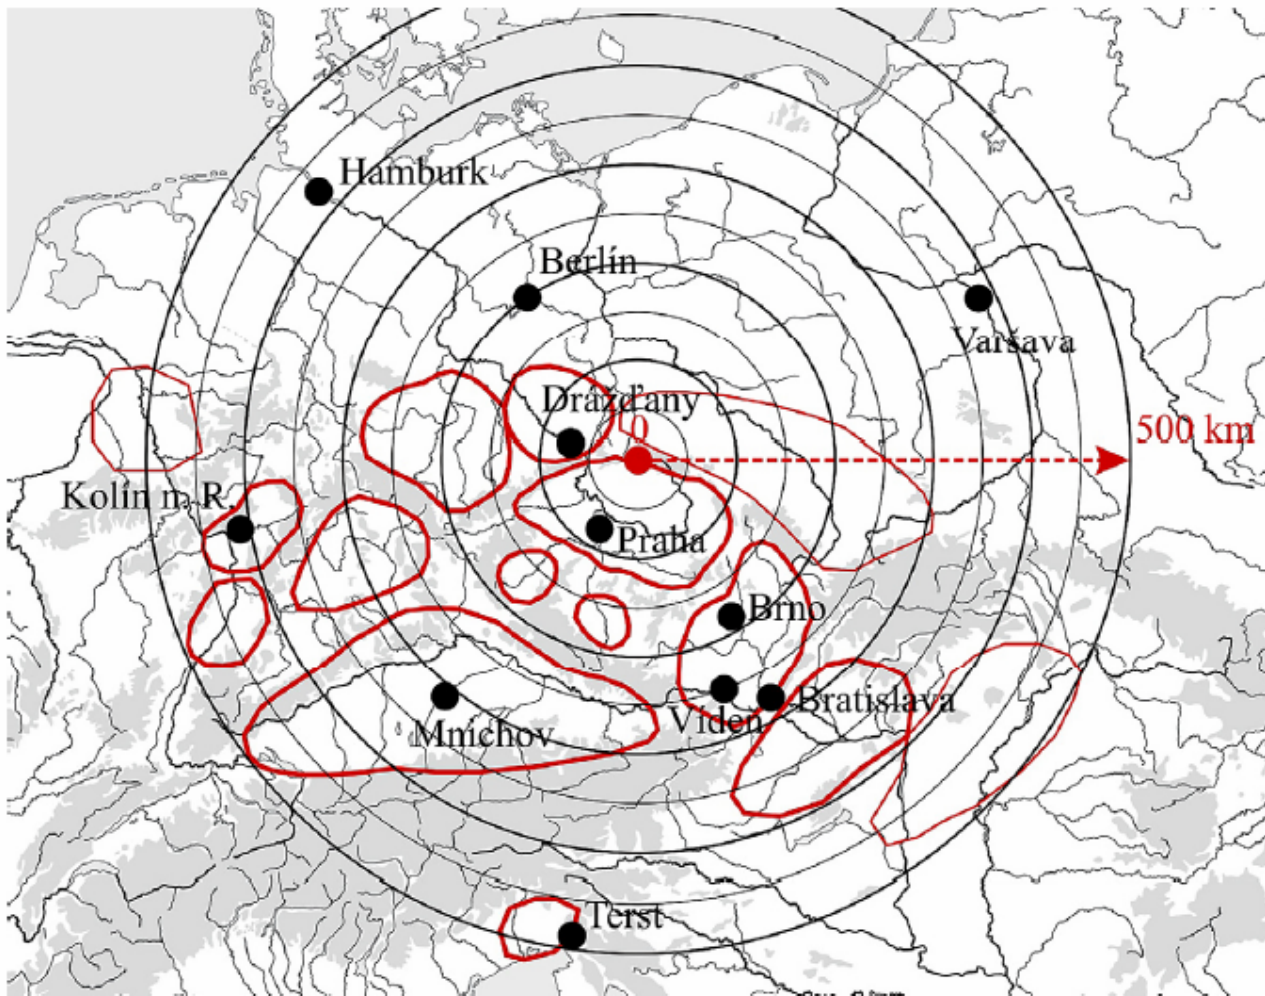 Hamburk
Berlín
Varšava
Drážďany
0
500 km
Kolín n. R.
Praha
Brno
Bratislava
Vídeň
Mnichov
Terst